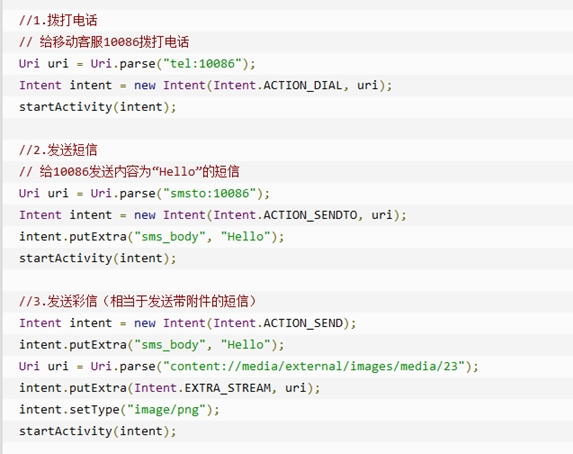 //1.拨打电话
// 给移动客服10086拨打电话
Uri uri = Uri.parse("tel:10086");
Intent intent = new Intent(Intent.ACTION_DIAL, uri);
startActivity(intent);
//2.发送短信
// 给10086发送内容为“Hello”的短信
Uri uri = Uri.parse("smsto:10086");
Intent intent = new Intent(Intent.ACTION_SENDTO, uri);
intent.putExtra("sms_body", "Hello");
startActivity(intent);
//3.发送彩信（相当于发送带附件的短信）
Intent intent = new Intent(Intent.ACTION_SEND);
intent.putExtra("sms_body", "Hello");
Uri uri = Uri.parse("content://media/external/images/media/23");
intent.putExtra(Intent.EXTRA_STREAM, uri);
intent.setType("image/png");
startActivity(intent);